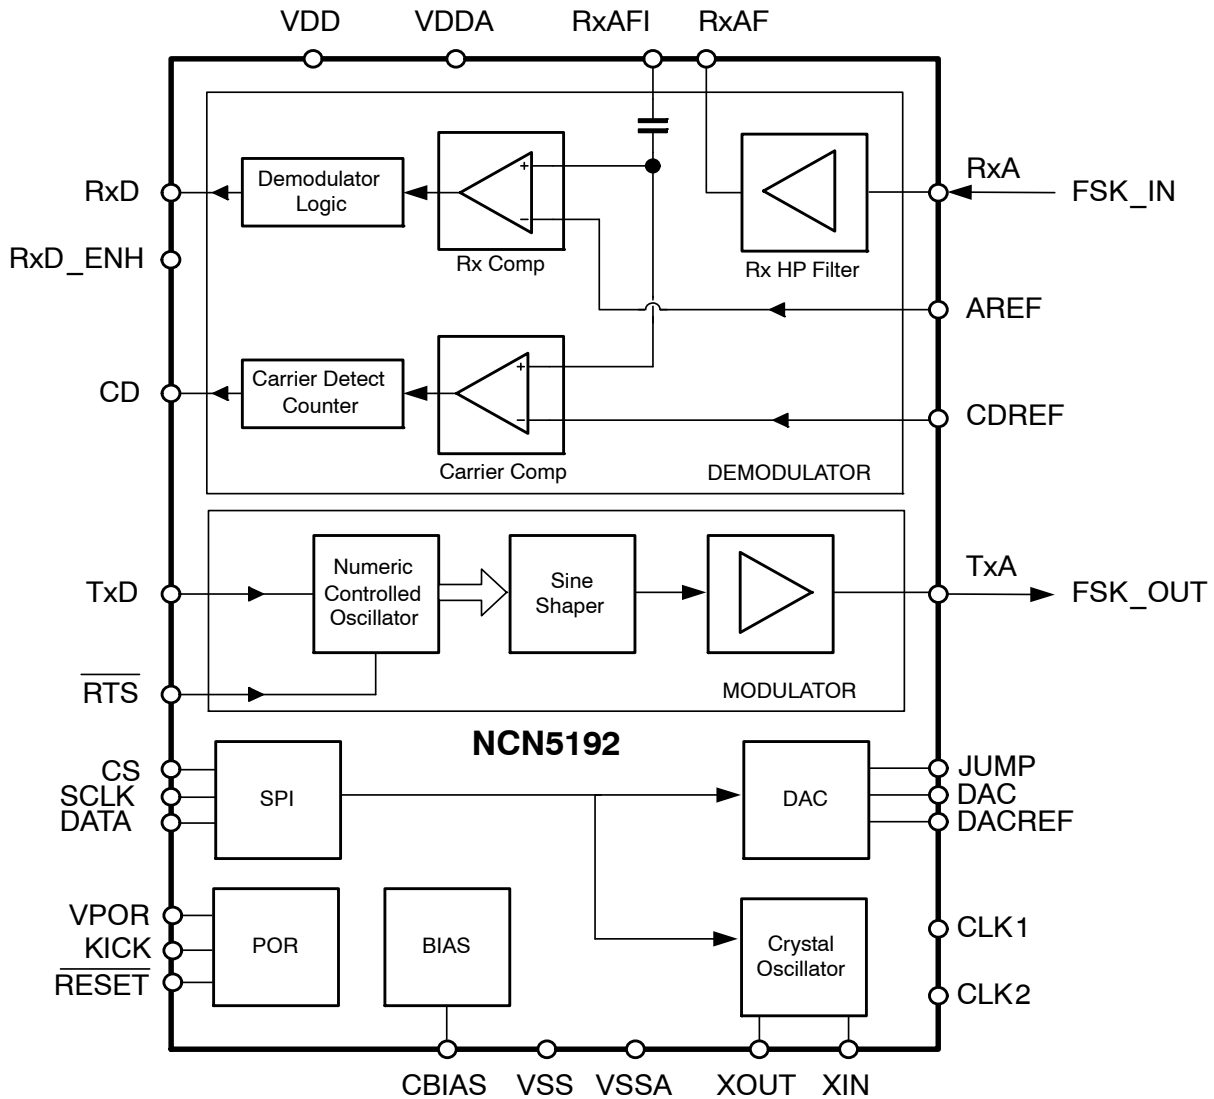 VDD
VDDA
RxAFI
RxAF
RxD
Demodulator
Logic
+
−
Rx Comp
Rx HP Filter
RxA
FSK_IN
RxD_ENH
AREF
CD
Carrier Detect
Counter
+
−
Carrier Comp
CDREF
DEMODULATOR
TxD
Numeric
Controlled
Oscillator
Sine
Shaper
TxA
FSK_OUT
RTS
MODULATOR
NCN5192
CS
SCLK
DATA
SPI
DAC
JUMP
DAC
DACREF
VPOR
KICK
RESET
POR
BIAS
Crystal
Oscillator
CLK1
CLK2
CBIAS
VSS
VSSA
XOUT
XIN